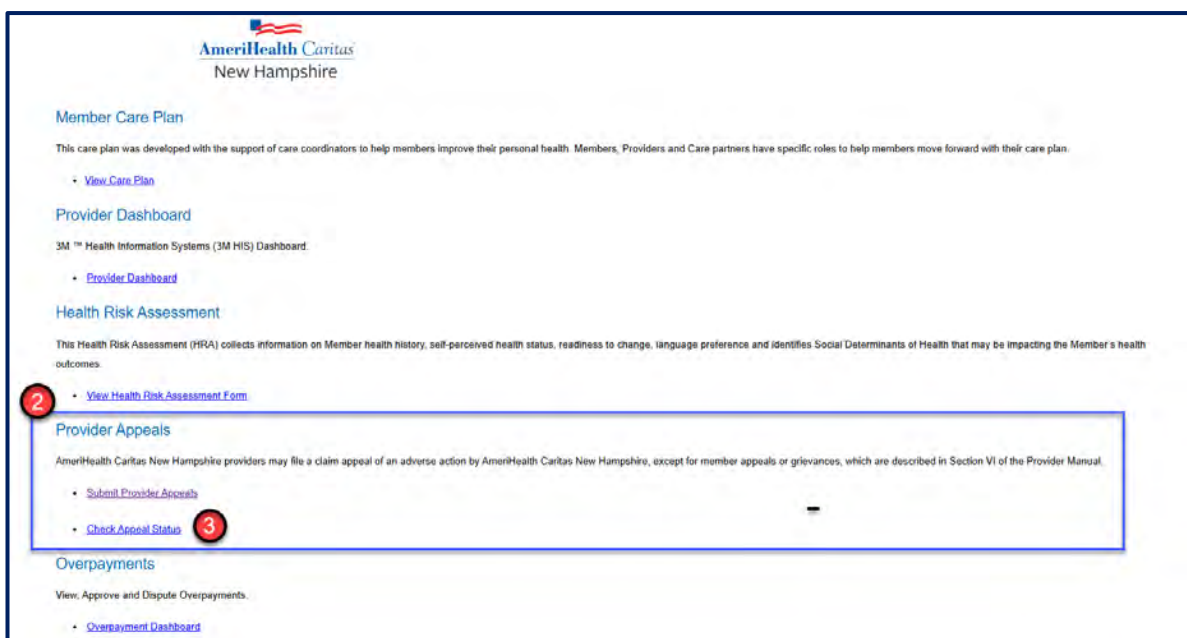 AmeriHealth Caritas
New Hampshire
Member Care Plan
This care plan was developed with the support of care coordinators to help members improve their personal health. Members, Providers and Care partners have specific roles to help members move forward with their care plan.
• View Care Plan
Provider Dashboard
3M ™ Health Information Systems (3M HIS) Dashboard.
• Provider Dashboard
Health Risk Assessment
This Health Risk Assessment (HRA) collects information on Member health history, self-perceived health status, readiness to change, language preference and identifies Social Determinants of Health that may be impacting the Member's health
outcomes.
• View Health Risk Assessment Form
2
Provider Appeals
AmeriHealth Caritas New Hampshire providers may file a claim appeal of an adverse action by AmeriHealth Caritas New Hampshire, except for member appeals or grievances, which are described in Section VI of the Provider Manual.
• Submit Provider Appeals
• Check Appeal Status 3
Overpayments
View, Approve and Dispute Overpayments.
• Overpayment Dashboard